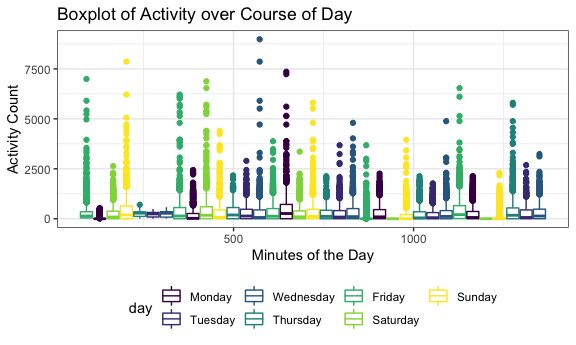 Boxplot of Activity over Course of Day
Activity Count
7500
5000
2500
0
500
1000
Minutes of the Day
day
Monday
Wednesday
Friday
Sunday
Tuesday
Thursday
Saturday